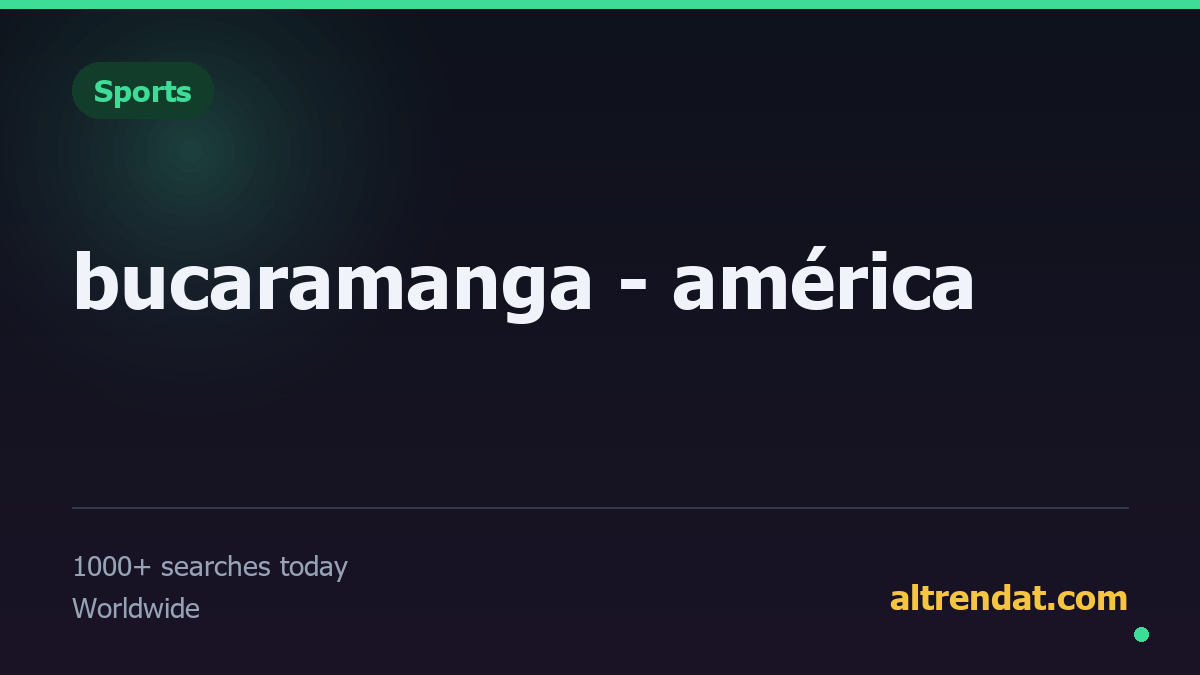 Sports
bucaramanga - américa
1000+ searches today
Worldwide
altrendat.com